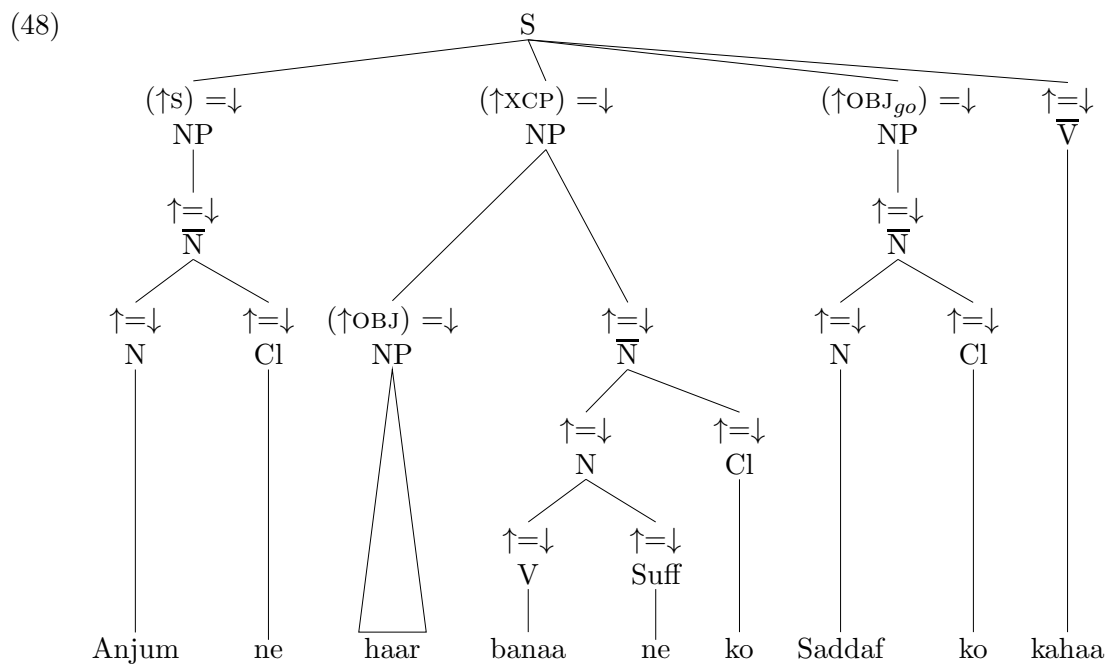 (48) S
(↑S) =↓ (↑XCP) =↓ (↑OBJgo) =↓ ↑=↓
NP NP NP V̅
↑=↓ ↑=↓
N̅ N̅
↑=↓ ↑=↓ (↑OBJ) =↓ ↑=↓ ↑=↓ ↑=↓
N Cl NP N̅ N Cl
↑=↓ ↑=↓
N Cl
↑=↓ ↑=↓
V Suff
Anjum ne haar banaa ne ko Saddaf ko kahaa